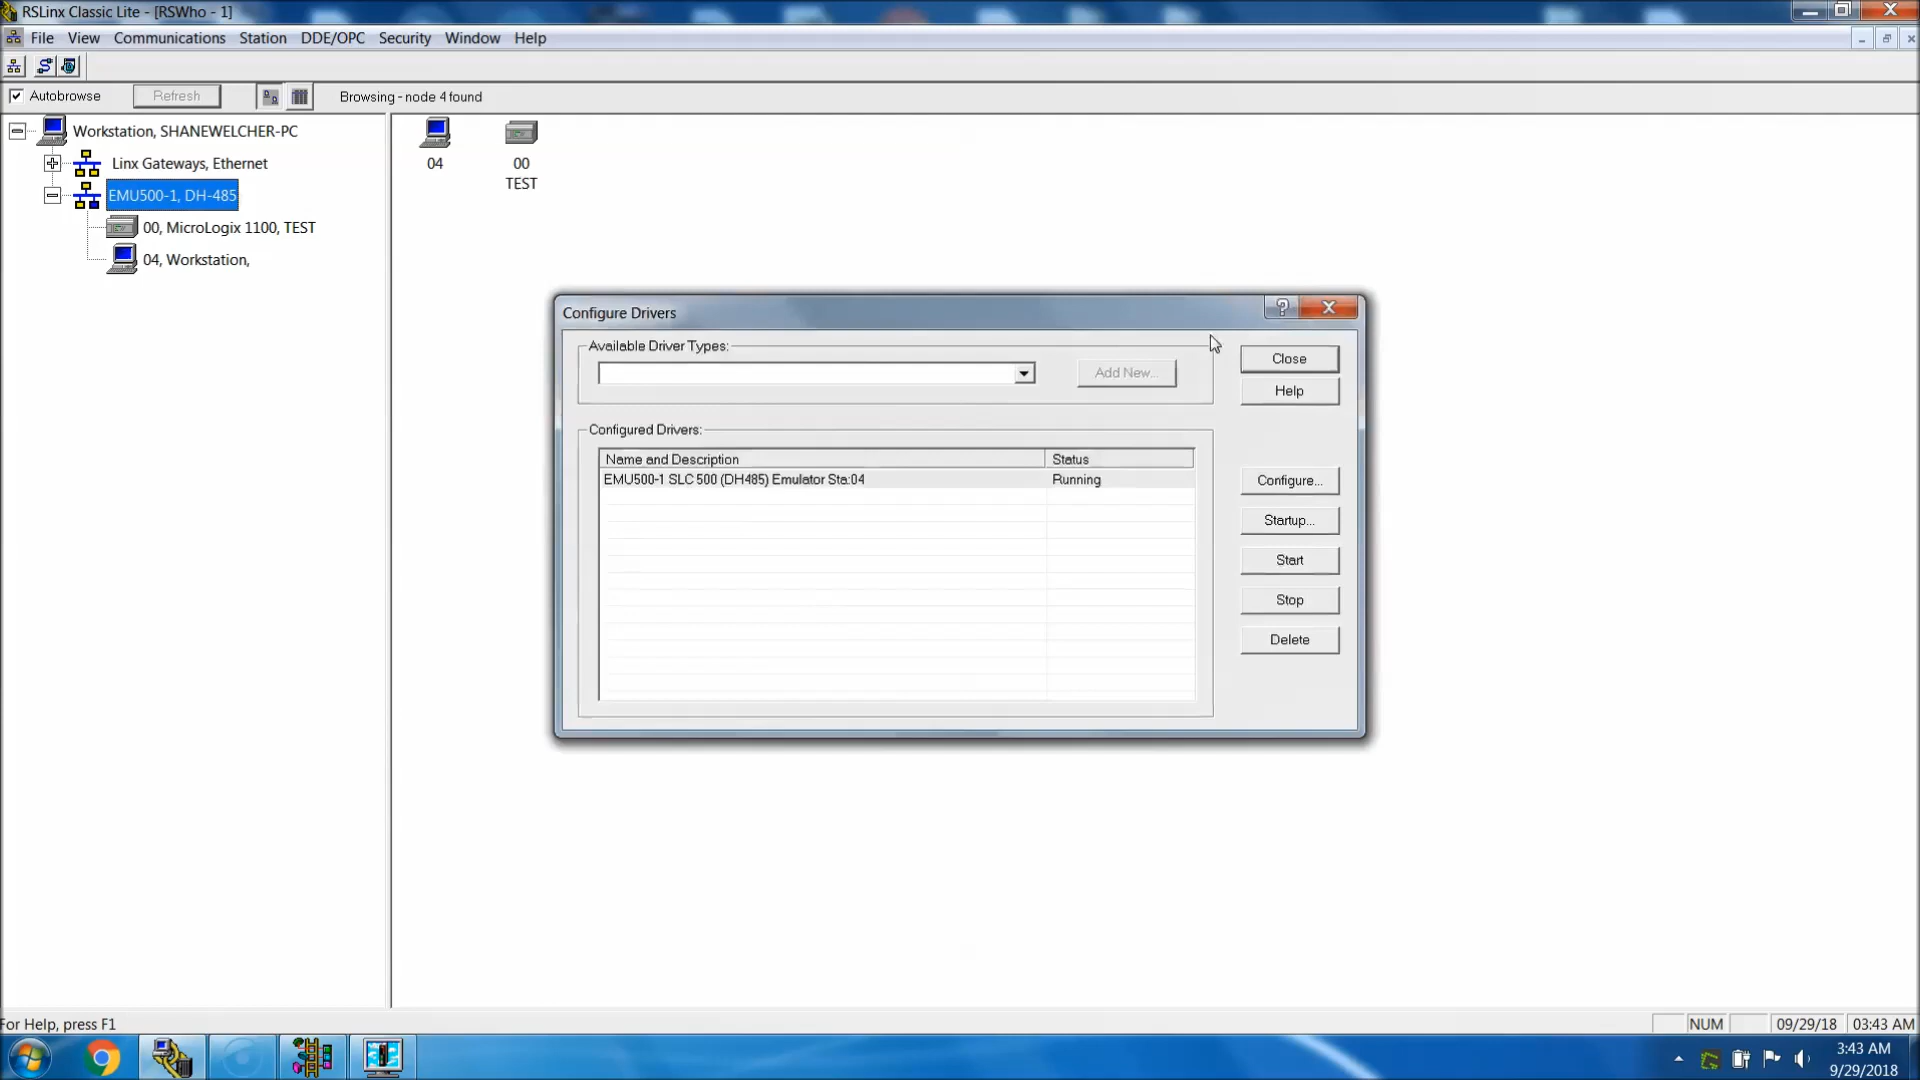 RSLinx Classic Lite - [RSWho - 1]
File View Communications Station DDE/OPC Security Window Help
Autobrowse Refresh Browsing - node 4 found
Workstation, SHANEWELCHER-PC
Linx Gateways, Ethernet
EMU500-1, DH-485
00, MicroLogix 1100, TEST
04, Workstation,
04 00
TEST
Configure Drivers
Available Driver Types:
Add New...
Close
Help
Configured Drivers:
Name and Description Status
EMU500-1 SLC 500 (DH485) Emulator Sta:04 Running
Configure...
Startup...
Start
Stop
Delete
For Help, press F1 NUM 09/29/18 03:43 AM
3:43 AM
9/29/2018